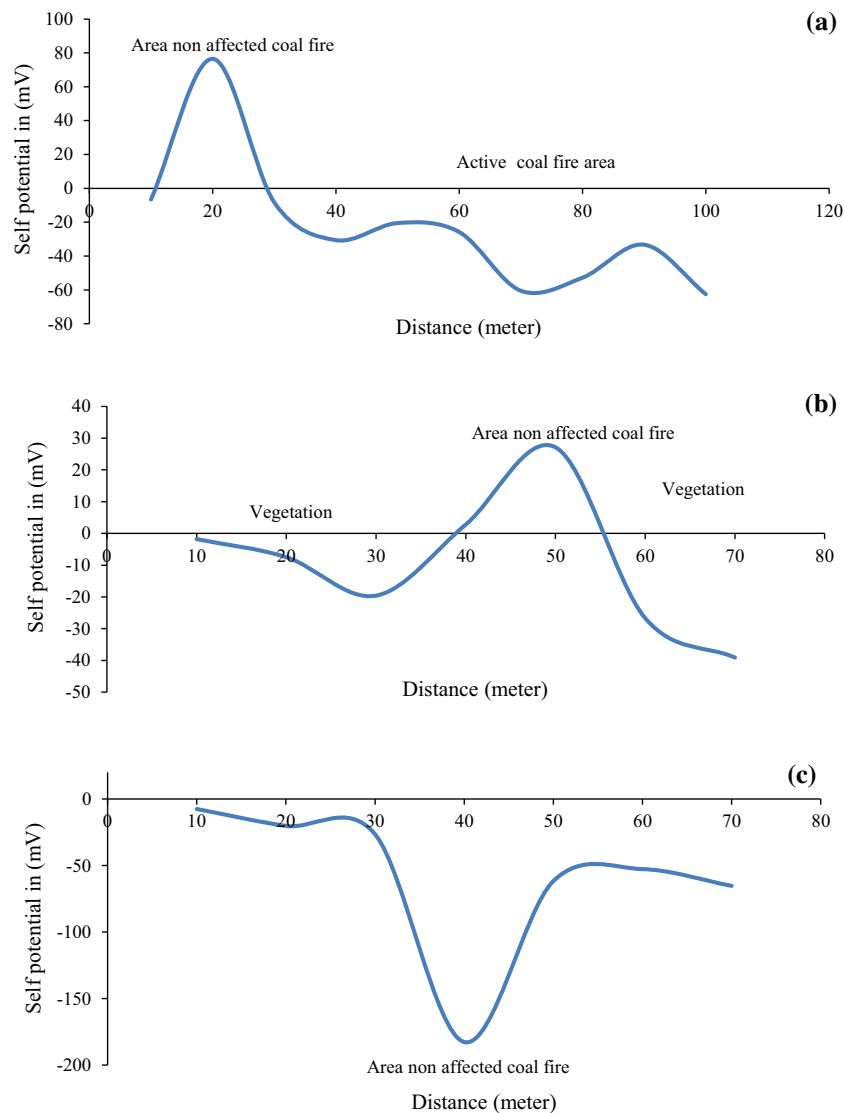 (a)
Area non affected coal fire
100
80
60
40
20
0
-20
-40
-60
-80
Self potential in (mV)
Active coal fire area
0 20 40 60 80 100 120
Distance (meter)
(b)
40
30
20
10
0
-10
-20
-30
-40
-50
Self potential in (mV)
Area non affected coal fire
Vegetation
Vegetation
0 10 20 30 40 50 60 70 80
Distance (meter)
(c)
0
-50
-100
-150
-200
Self potential in (mV)
0 10 20 30 40 50 60 70 80
Area non affected coal fire
Distance (meter)